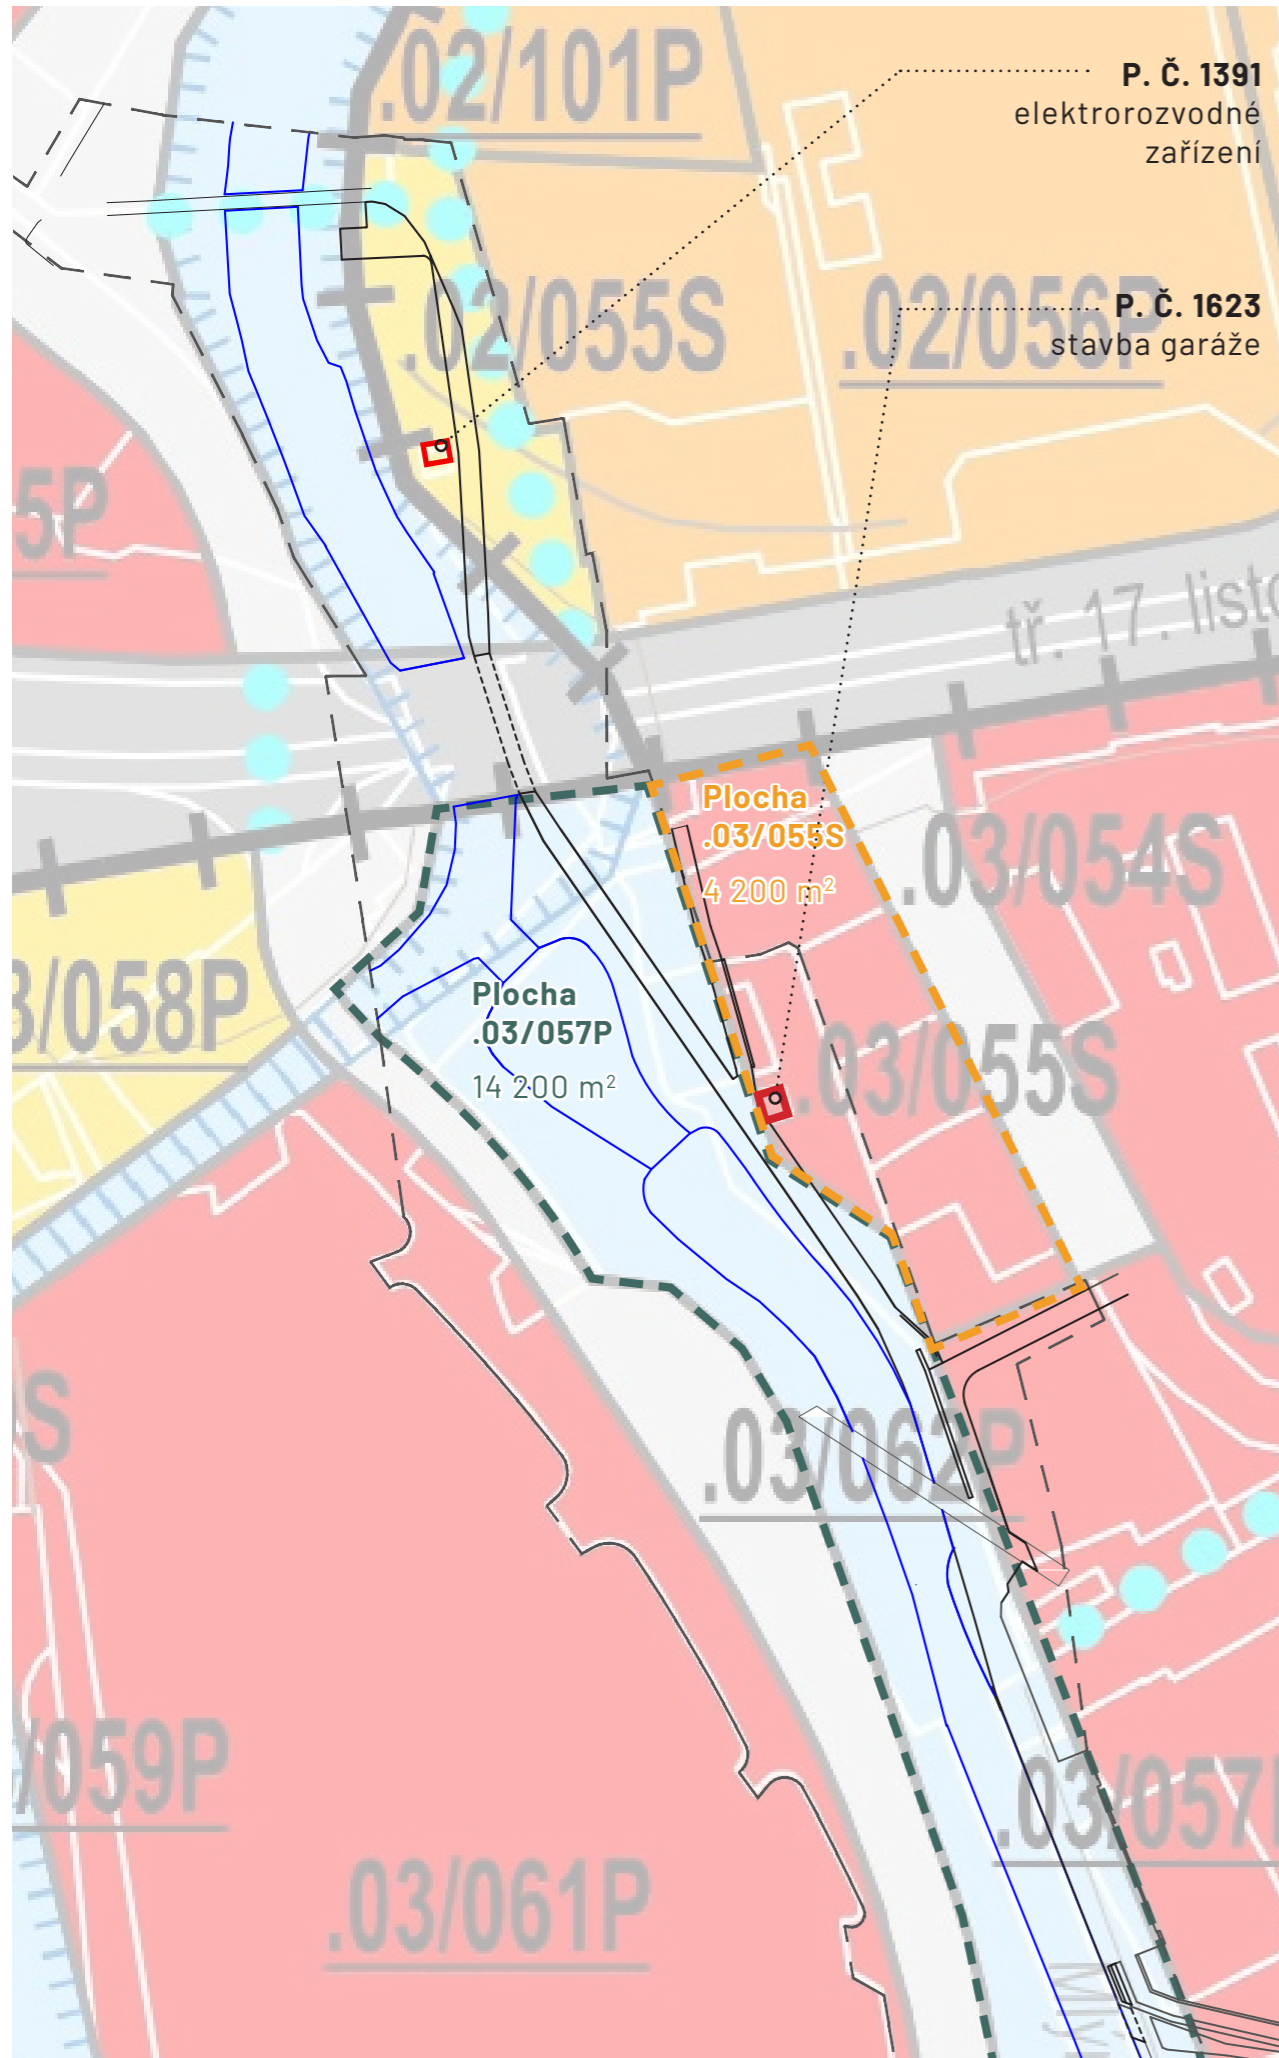 .02/101P
P. Č. 1391
elektrorozvodné
zařízení
.02/055S
.02/056P
P. Č. 1623
stavba garáže
5P
tř. 17. listo
Plocha
.03/055S
4 200 m²
.03/054S
3/058P
Plocha
.03/057P
14 200 m²
.03/055S
S
.03/062P
/059P
.03/057
.03/061P
Mlýn